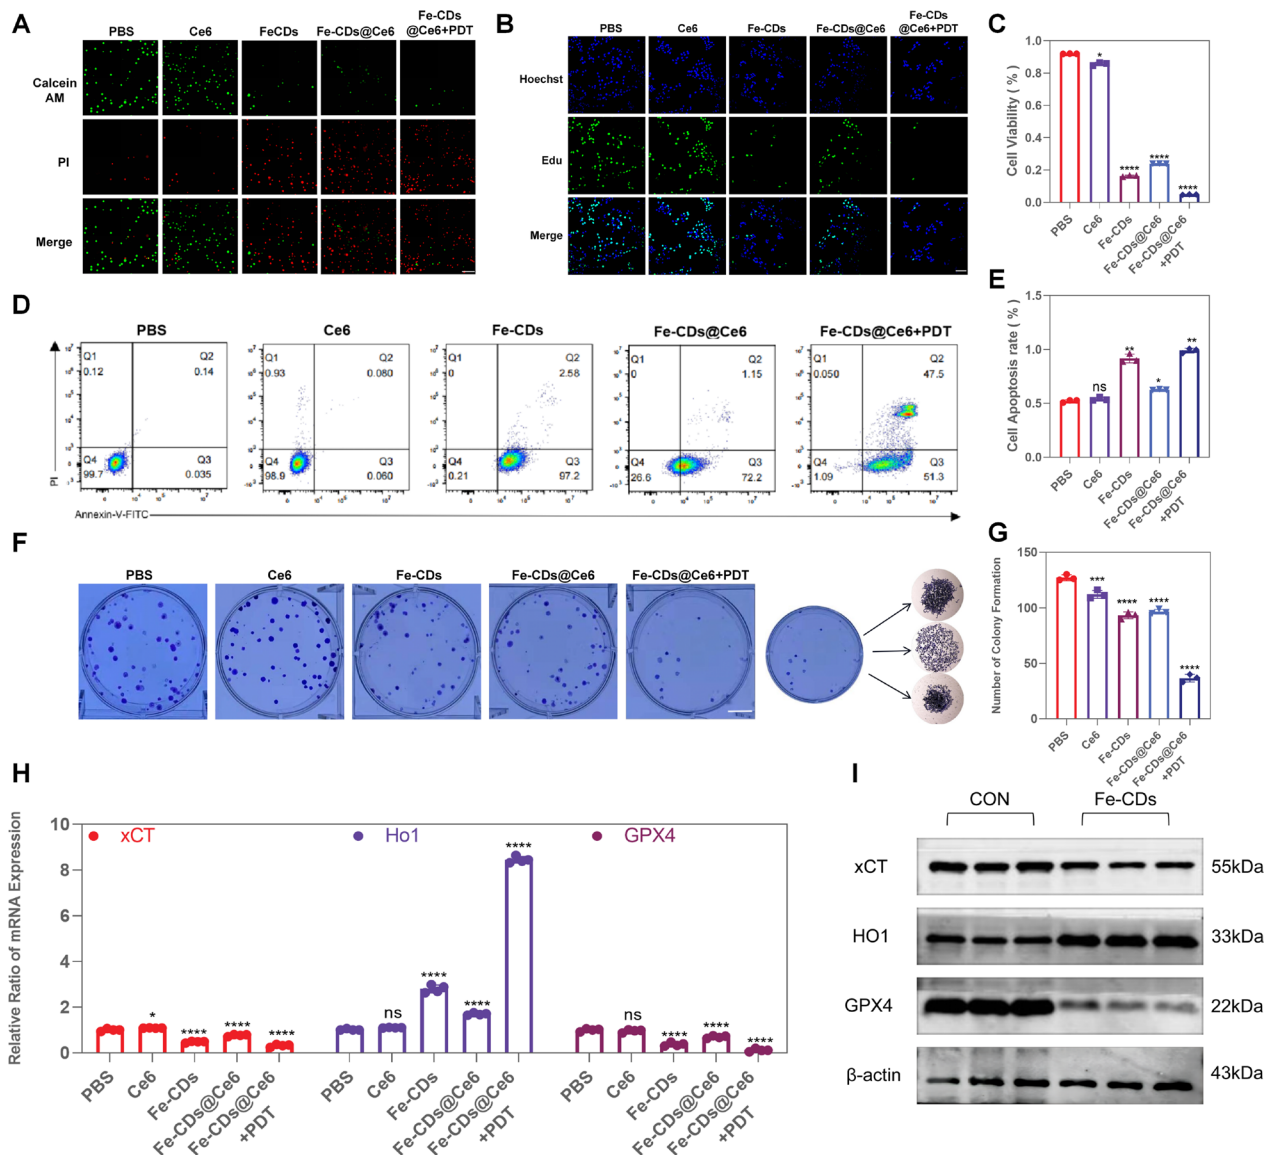 A
PBS
Ce6
FeCDs
Fe-CDs@Ce6
Fe-CDs
@Ce6+PDT
Calcein
AM
PI
Merge
B
PBS
Ce6
Fe-CDs
Fe-CDs@Ce6
Fe-CDs
@Ce6+PDT
Hoechst
Edu
Merge
C
Cell Viability ( % )
1.0
0.8
0.6
0.4
0.2
0.0
*
****
****
****
PBS
Ce6
Fe-CDs
Fe-CDs@Ce6
Fe-CDs@Ce6
+PDT
D
PBS
Ce6
Fe-CDs
Fe-CDs@Ce6
Fe-CDs@Ce6+PDT
PI
Q1
0.12
Q2
0.14
Q4
99.7
Q3
0.035
Q1
0.93
Q2
0.080
Q4
98.9
Q3
0.060
Q1
0
Q2
2.58
Q4
0.21
Q3
97.2
Q1
0
Q2
1.15
Q4
26.6
Q3
72.2
Q1
0.050
Q2
47.5
Q4
1.09
Q3
51.3
Annexin-V-FITC
E
Cell Apoptosis rate ( % )
1.5
1.0
0.5
0.0
ns
**
*
**
PBS
Ce6
Fe-CDs
Fe-CDs@Ce6
Fe-CDs@Ce6
+PDT
F
PBS
Ce6
Fe-CDs
Fe-CDs@Ce6
Fe-CDs@Ce6+PDT
G
Number of Colony Formation
150
100
50
0
***
****
****
****
PBS
Ce6
Fe-CDs
Fe-CDs@Ce6
Fe-CDs@Ce6
+PDT
H
Relative Ratio of mRNA Expression
10
8
6
4
2
0
xCT
Ho1
GPX4
*
****
****
****
ns
****
****
****
ns
****
****
****
PBS
Ce6
Fe-CDs
Fe-CDs@Ce6
Fe-CDs@Ce6
+PDT
PBS
Ce6
Fe-CDs
Fe-CDs@Ce6
Fe-CDs@Ce6
+PDT
PBS
Ce6
Fe-CDs
Fe-CDs@Ce6
Fe-CDs@Ce6
+PDT
I
CON
Fe-CDs
xCT
55kDa
HO1
33kDa
GPX4
22kDa
β-actin
43kDa